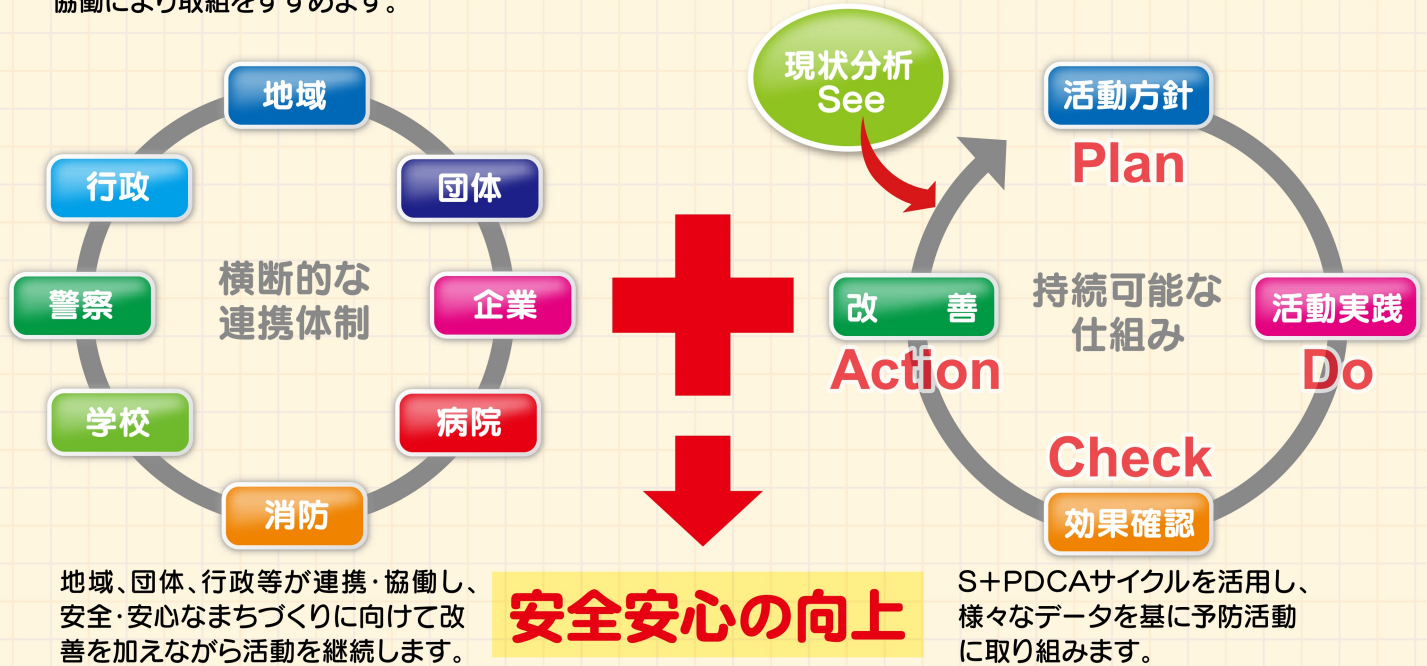 協働により取組をすすめます。
地域
団体
企業
病院
消防
学校
警察
行政
横断的な
連携体制
地域、団体、行政等が連携・協働し、
安全・安心なまちづくりに向けて改
善を加えながら活動を継続します。
安全安心の向上
現状分析
See
活動方針
Plan
活動実践
Do
Check
効果確認
改 善
Action
持続可能な
仕組み
S+PDCAサイクルを活用し、
様々なデータを基に予防活動
に取り組みます。